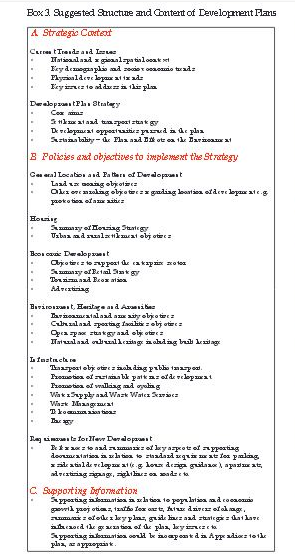 Box 3. Suggested Structure and Content of Development Plans
A. Strategic Context
Current Trends and Issues
National and regional spatial context
Key demographic and socio economic trends
Physical development trends
Key issues to address in this plan
Development Plan Strategy
Core aims
Settlement and transport strategy
Development opportunities pursued in the plan
Sustainability – the Plan and Effects on the Environment
B. Policies and objectives to implement the Strategy
General Location and Pattern of Development
Land use zoning objectives
Other overarching objectives regarding location of development e.g.
protection of amenities
Housing
Summary of Housing Strategy
Urban and rural settlement objectives
Economic Development
Objectives to support the enterprise sector
Summary of Retail Strategy
Tourism and Recreation
Advertising
Environment, Heritage and Amenities
Environmental and amenity objectives
Cultural and sporting facilities objectives
Open space strategy and objectives
Natural and cultural heritage including built heritage
Infrastructure
Transport objectives including public transport.
Promotion of sustainable patterns of development
Promotion of walking and cycling
Water Supply and Waste Water Services
Waste Management
Telecommunications
Energy
Requirements for New Development
References to and summaries of key aspects of supporting
documentation in relation to standard requirements for parking,
residential development (e.g. house design guidance), apartments,
advertising signage, sightlines on roads etc.
C. Supporting Information
Supporting information in relation to population and economic
growth projections, traffic forecasts, future drivers of change,
summaries of other key plans, guidelines and strategies that have
influenced the preparation of the plan, key issues etc.
Supporting information could be incorporated in Appendices to the
plan, as appropriate.